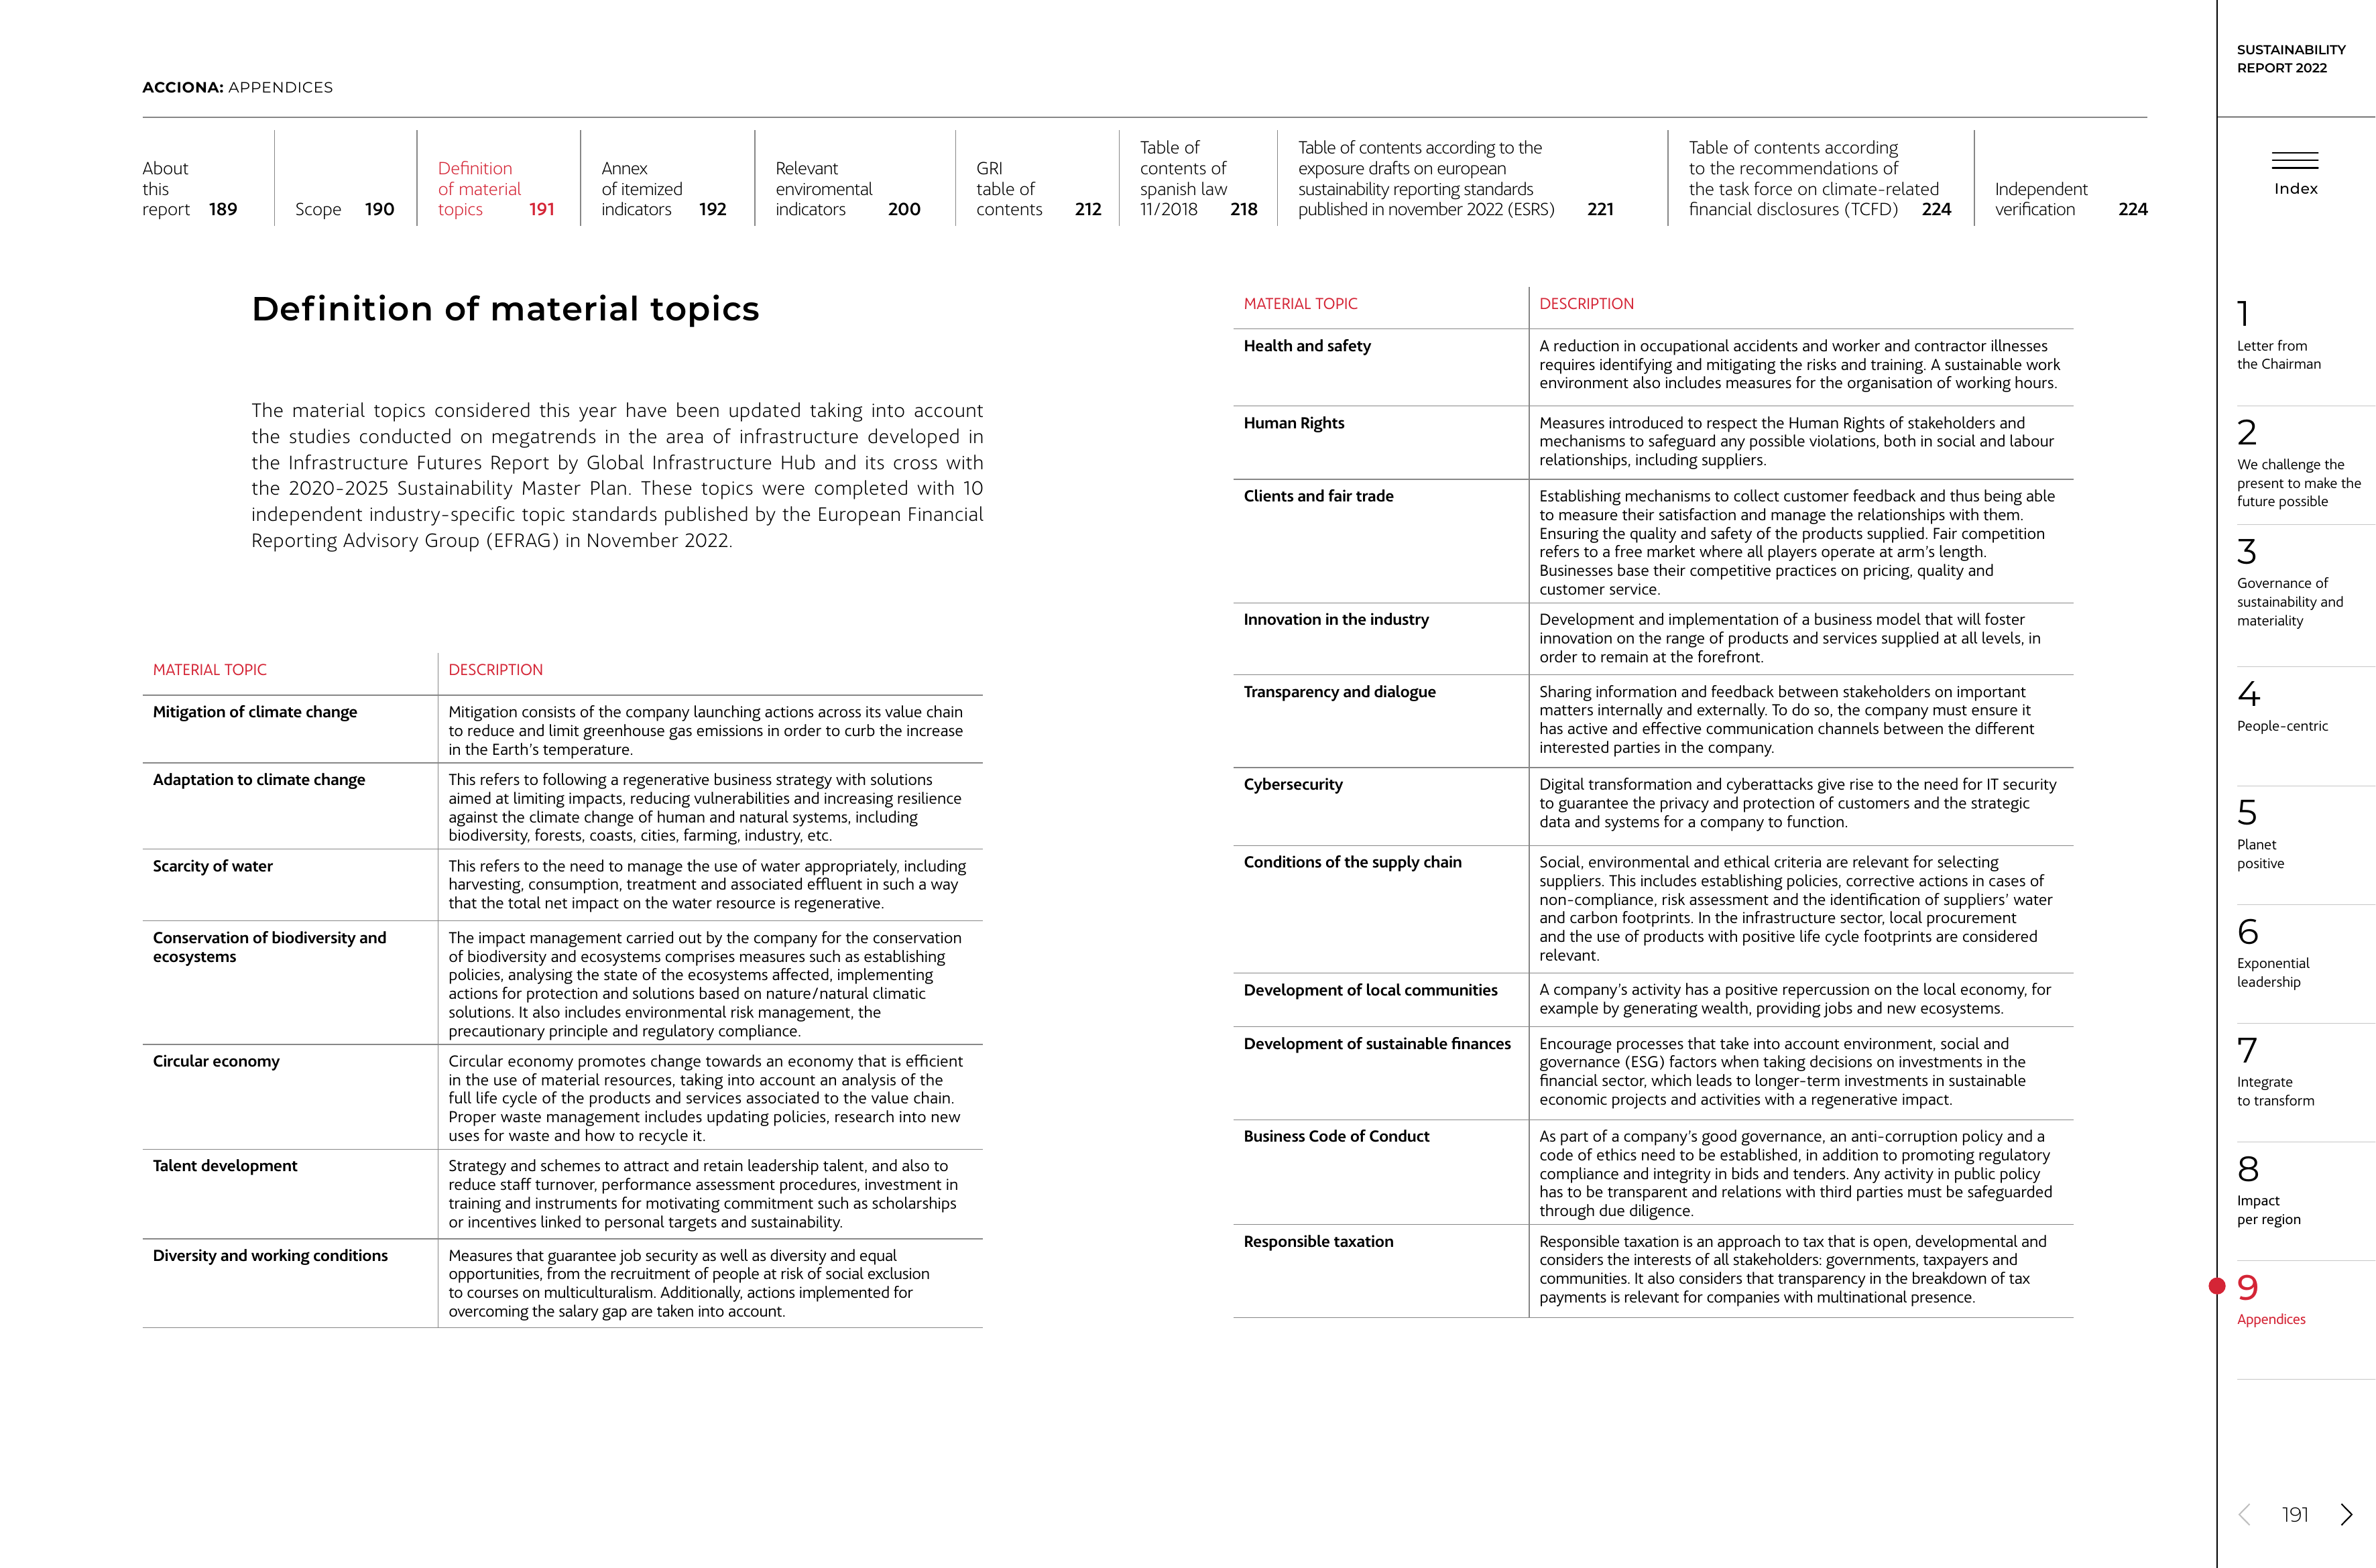 ACCIONA: APPENDICES
SUSTAINABILITY
REPORT 2022
About
this
report 189
Scope 190
Definition
of material
topics 191
Annex
of itemized
indicators 192
Relevant
enviromental
indicators 200
GRI
table of
contents 212
Table of
contents of
spanish law
11/2018 218
Table of contents according to the
exposure drafts on european
sustainability reporting standards
published in november 2022 (ESRS) 221
Table of contents according
to the recommendations of
the task force on climate-related
financial disclosures (TCFD) 224
Independent
verification 224
Index
Definition of material topics
The material topics considered this year have been updated taking into account
the studies conducted on megatrends in the area of infrastructure developed in
the Infrastructure Futures Report by Global Infrastructure Hub and its cross with
the 2020-2025 Sustainability Master Plan. These topics were completed with 10
independent industry-specific topic standards published by the European Financial
Reporting Advisory Group (EFRAG) in November 2022.
MATERIAL TOPIC
DESCRIPTION
Mitigation of climate change
Mitigation consists of the company launching actions across its value chain
to reduce and limit greenhouse gas emissions in order to curb the increase
in the Earth's temperature.
Adaptation to climate change
This refers to following a regenerative business strategy with solutions
aimed at limiting impacts, reducing vulnerabilities and increasing resilience
against the climate change of human and natural systems, including
biodiversity, forests, coasts, cities, farming, industry, etc.
Scarcity of water
This refers to the need to manage the use of water appropriately, including
harvesting, consumption, treatment and associated effluent in such a way
that the total net impact on the water resource is regenerative.
Conservation of biodiversity and
ecosystems
The impact management carried out by the company for the conservation
of biodiversity and ecosystems comprises measures such as establishing
policies, analysing the state of the ecosystems affected, implementing
actions for protection and solutions based on nature/natural climatic
solutions. It also includes environmental risk management, the
precautionary principle and regulatory compliance.
Circular economy
Circular economy promotes change towards an economy that is efficient
in the use of material resources, taking into account an analysis of the
full life cycle of the products and services associated to the value chain.
Proper waste management includes updating policies, research into new
uses for waste and how to recycle it.
Talent development
Strategy and schemes to attract and retain leadership talent, and also to
reduce staff turnover, performance assessment procedures, investment in
training and instruments for motivating commitment such as scholarships
or incentives linked to personal targets and sustainability.
Diversity and working conditions
Measures that guarantee job security as well as diversity and equal
opportunities, from the recruitment of people at risk of social exclusion
to courses on multiculturalism. Additionally, actions implemented for
overcoming the salary gap are taken into account.
MATERIAL TOPIC
DESCRIPTION
Health and safety
A reduction in occupational accidents and worker and contractor illnesses
requires identifying and mitigating the risks and training. A sustainable work
environment also includes measures for the organisation of working hours.
Human Rights
Measures introduced to respect the Human Rights of stakeholders and
mechanisms to safeguard any possible violations, both in social and labour
relationships, including suppliers.
Clients and fair trade
Establishing mechanisms to collect customer feedback and thus being able
to measure their satisfaction and manage the relationships with them.
Ensuring the quality and safety of the products supplied. Fair competition
refers to a free market where all players operate at arm's length.
Businesses base their competitive practices on pricing, quality and
customer service.
Innovation in the industry
Development and implementation of a business model that will foster
innovation on the range of products and services supplied at all levels, in
order to remain at the forefront.
Transparency and dialogue
Sharing information and feedback between stakeholders on important
matters internally and externally. To do so, the company must ensure it
has active and effective communication channels between the different
interested parties in the company.
Cybersecurity
Digital transformation and cyberattacks give rise to the need for IT security
to guarantee the privacy and protection of customers and the strategic
data and systems for a company to function.
Conditions of the supply chain
Social, environmental and ethical criteria are relevant for selecting
suppliers. This includes establishing policies, corrective actions in cases of
non-compliance, risk assessment and the identification of suppliers' water
and carbon footprints. In the infrastructure sector, local procurement
and the use of products with positive life cycle footprints are considered
relevant.
Development of local communities
A company's activity has a positive repercussion on the local economy, for
example by generating wealth, providing jobs and new ecosystems.
Development of sustainable finances
Encourage processes that take into account environment, social and
governance (ESG) factors when taking decisions on investments in the
financial sector, which leads to longer-term investments in sustainable
economic projects and activities with a regenerative impact.
Business Code of Conduct
As part of a company's good governance, an anti-corruption policy and a
code of ethics need to be established, in addition to promoting regulatory
compliance and integrity in bids and tenders. Any activity in public policy
has to be transparent and relations with third parties must be safeguarded
through due diligence.
Responsible taxation
Responsible taxation is an approach to tax that is open, developmental and
considers the interests of all stakeholders: governments, taxpayers and
communities. It also considers that transparency in the breakdown of tax
payments is relevant for companies with multinational presence.
1
Letter from
the Chairman
2
We challenge the
present to make the
future possible
3
Governance of
sustainability and
materiality
4
People-centric
5
Planet
positive
6
Exponential
leadership
7
Integrate
to transform
8
Impact
per region
9
Appendices
191